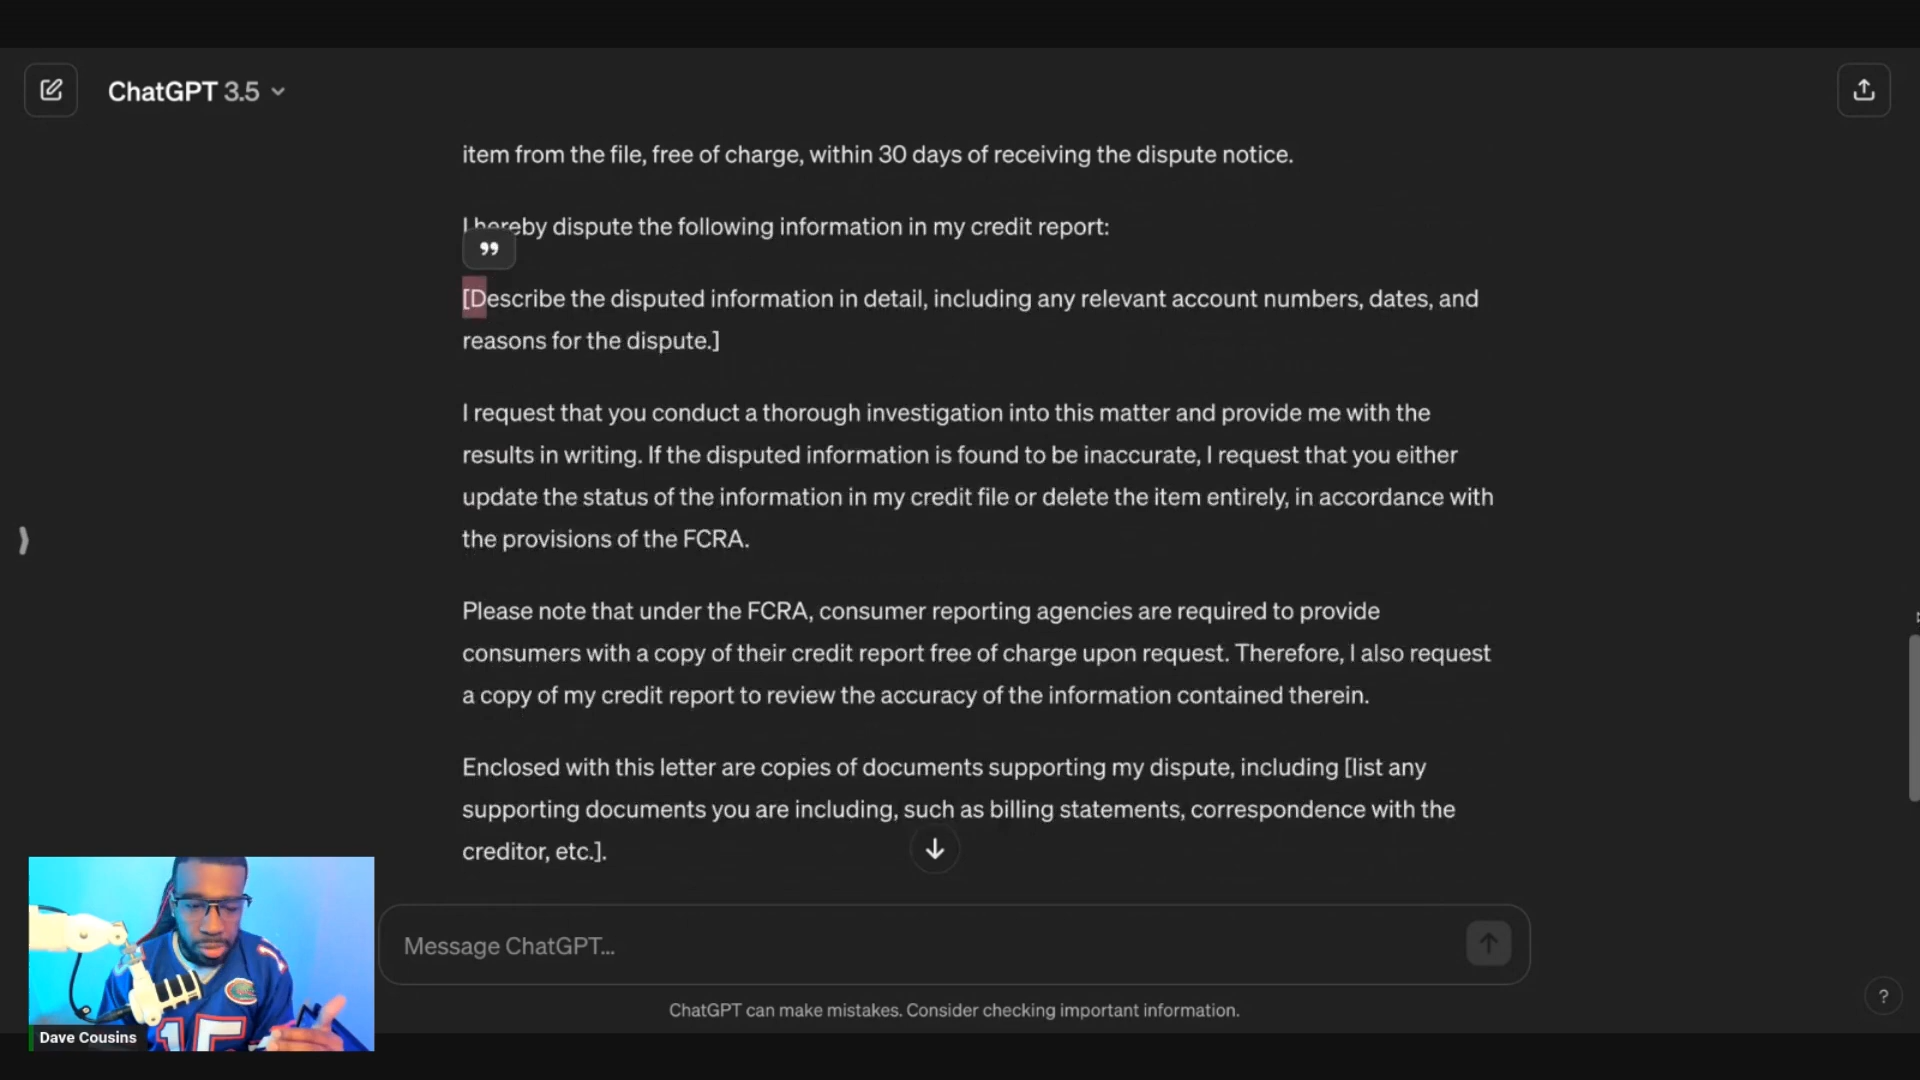 ChatGPT 3.5
item from the file, free of charge, within 30 days of receiving the dispute notice.
I hereby dispute the following information in my credit report:
[Describe the disputed information in detail, including any relevant account numbers, dates, and
reasons for the dispute.]
I request that you conduct a thorough investigation into this matter and provide me with the
results in writing. If the disputed information is found to be inaccurate, I request that you either
update the status of the information in my credit file or delete the item entirely, in accordance with
the provisions of the FCRA.
Please note that under the FCRA, consumer reporting agencies are required to provide
consumers with a copy of their credit report free of charge upon request. Therefore, I also request
a copy of my credit report to review the accuracy of the information contained therein.
Enclosed with this letter are copies of documents supporting my dispute, including [list any
supporting documents you are including, such as billing statements, correspondence with the
creditor, etc.].
Message ChatGPT...
ChatGPT can make mistakes. Consider checking important information.
?
15
Dave Cousins